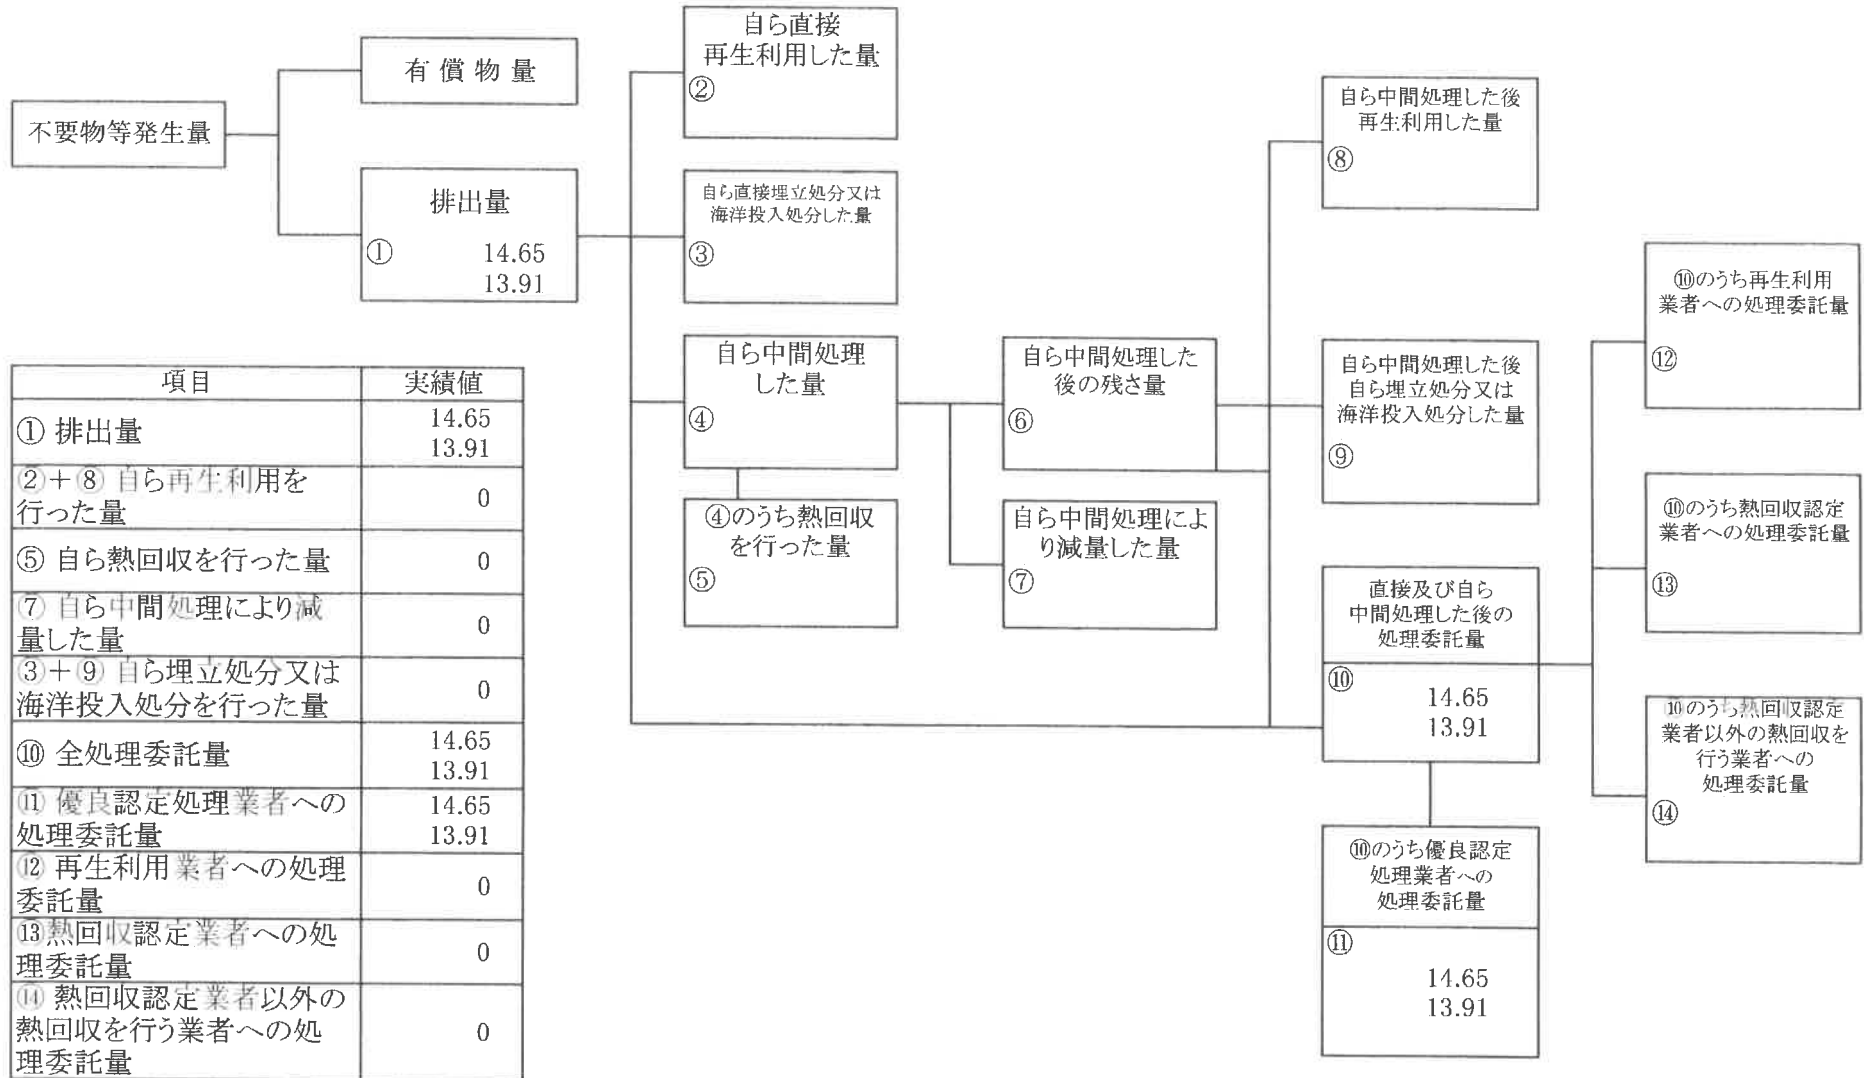 不要物等発生量
有償物量
排出量
①
14.65
13.91
自ら直接
再生利用した量
②
自ら直接埋立処分又は
海洋投入処分した量
③
自ら中間処理
した量
④
④のうち熱回収
を行った量
⑤
自ら中間処理した
後の残さ量
⑥
自ら中間処理によ
り減量した量
⑦
自ら中間処理した後
再生利用した量
⑧
自ら中間処理した後
自ら埋立処分又は
海洋投入処分した量
⑨
直接及び自ら
中間処理した後の
処理委託量
⑩
14.65
13.91
⑩のうち優良認定
処理業者への
処理委託量
⑪
14.65
13.91
⑩のうち再生利用
業者への処理委託量
⑫
⑩のうち熱回収認定
業者への処理委託量
⑬
⑩のうち熱回収認定
業者以外の熱回収を
行う業者への
処理委託量
⑭
項目 実績値
① 排出量 14.65
13.91
②+⑧ 自ら再生利用を
行った量 0
⑤ 自ら熱回収を行った量 0
⑦ 自ら中間処理により減
量した量 0
③+⑨ 自ら埋立処分又は
海洋投入処分を行った量 0
⑩ 全処理委託量 14.65
13.91
⑪ 優良認定処理業者への 14.65
処理委託量 13.91
⑫ 再生利用業者への処理
委託量 0
⑬熱回収認定業者への処
理委託量 0
⑭ 熱回収認定業者以外の
熱回収を行う業者への処 0
理委託量